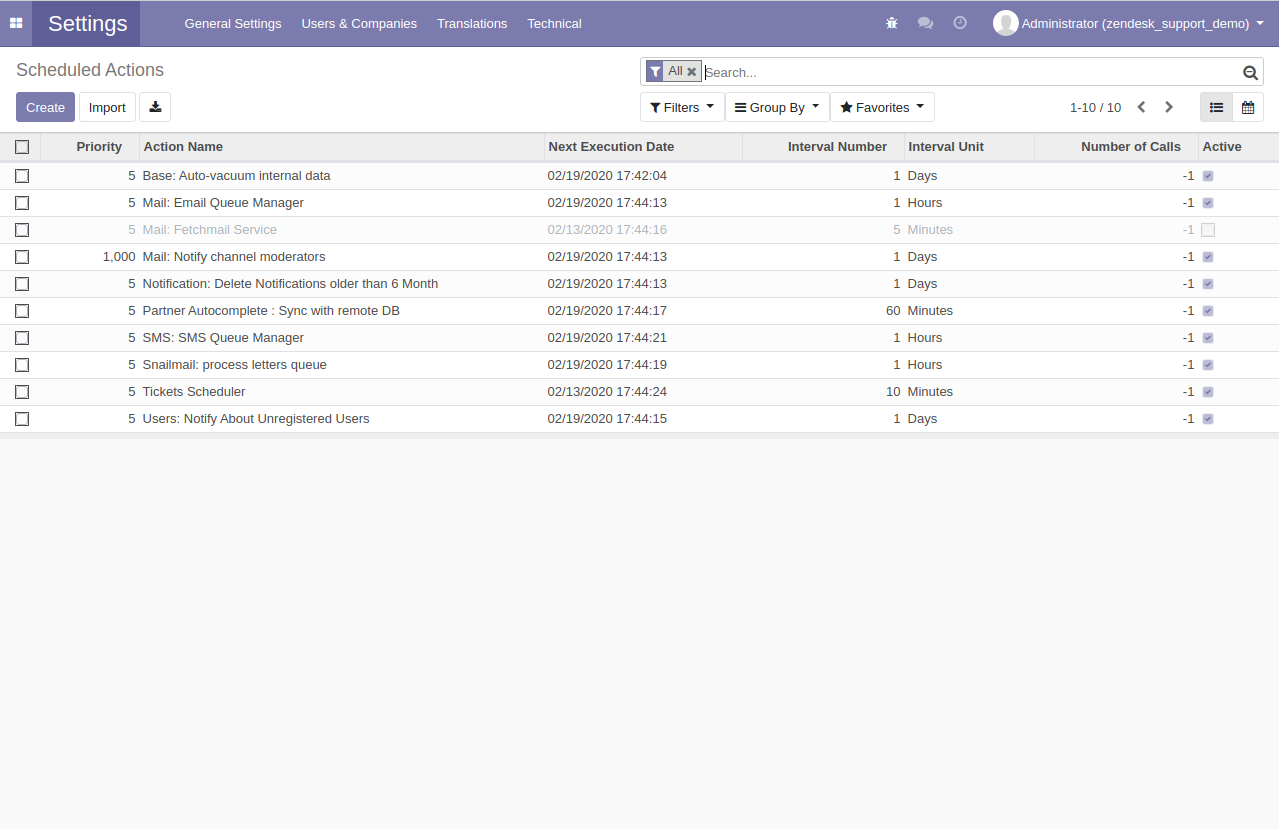 Settings General Settings Users & Companies Translations Technical Administrator (zendesk_support_demo)
Scheduled Actions All Search...
Create Import Filters Group By Favorites 1-10 / 10
Priority Action Name Next Execution Date Interval Number Interval Unit Number of Calls Active
5 Base: Auto-vacuum internal data 02/19/2020 17:42:04 1 Days -1
5 Mail: Email Queue Manager 02/19/2020 17:44:13 1 Hours -1
5 Mail: Fetchmail Service 02/13/2020 17:44:16 5 Minutes -1
1,000 Mail: Notify channel moderators 02/19/2020 17:44:13 1 Days -1
5 Notification: Delete Notifications older than 6 Month 02/19/2020 17:44:13 1 Days -1
5 Partner Autocomplete : Sync with remote DB 02/19/2020 17:44:17 60 Minutes -1
5 SMS: SMS Queue Manager 02/19/2020 17:44:21 1 Hours -1
5 Snailmail: process letters queue 02/19/2020 17:44:19 1 Hours -1
5 Tickets Scheduler 02/13/2020 17:44:24 10 Minutes -1
5 Users: Notify About Unregistered Users 02/19/2020 17:44:15 1 Days -1